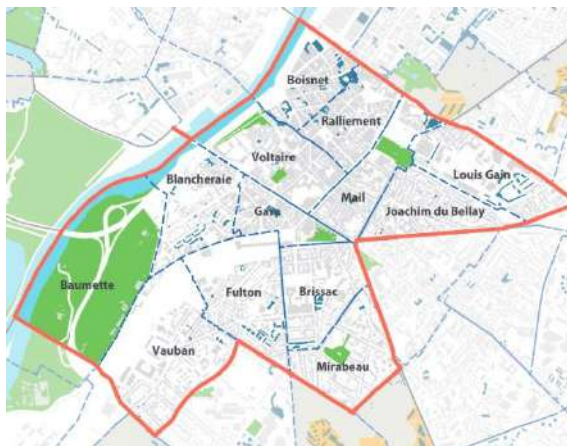 Boisnet
Ralliement
Voltaire
Blancheraie
Louis Gain
Gare
Mail
Joachim du Bellay
Baumette
Fulton
Brissac
Vauban
Mirabeau